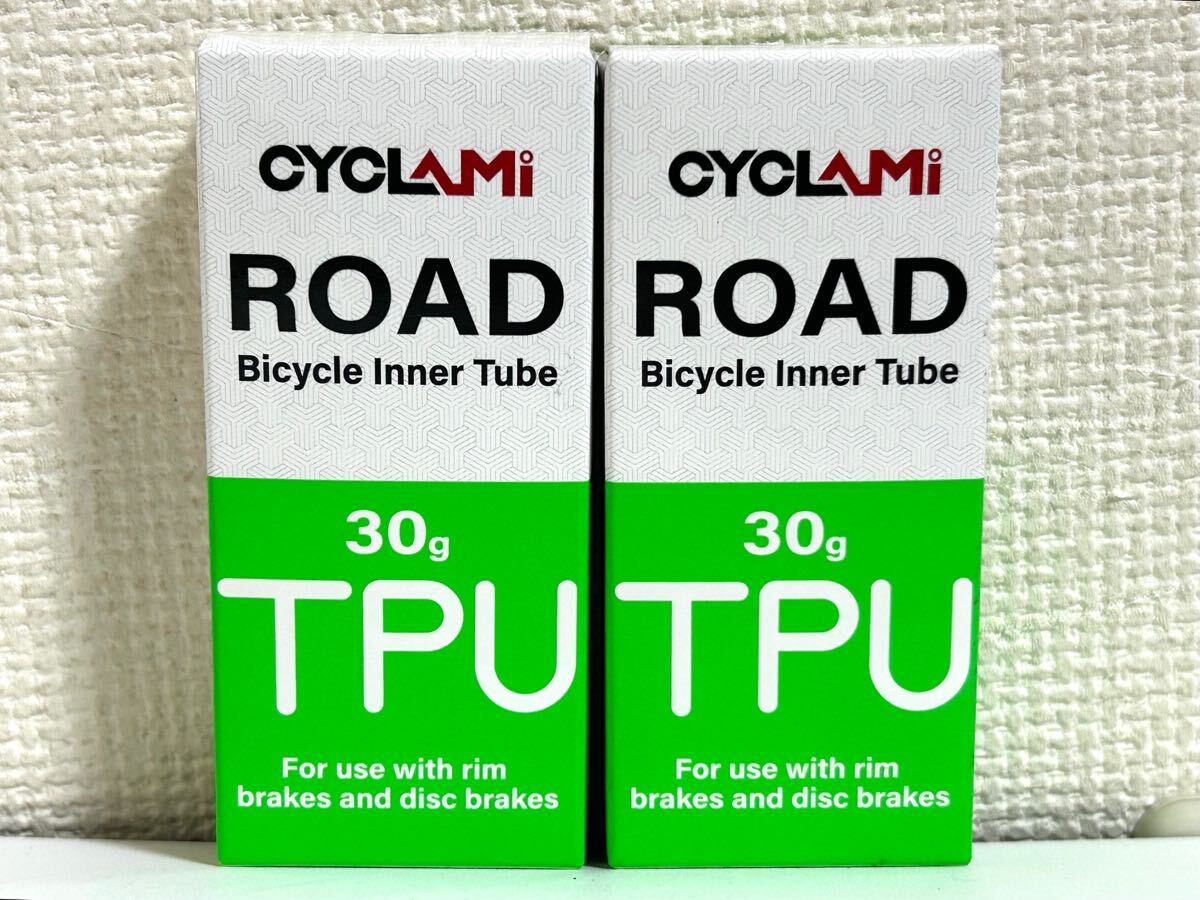 CYCLAMi
ROAD
Bicycle Inner Tube
30g
TPU
For use with rim
brakes and disc brakes
CYCLAMi
ROAD
Bicycle Inner Tube
30g
TPU
For use with rim
brakes and disc brakes